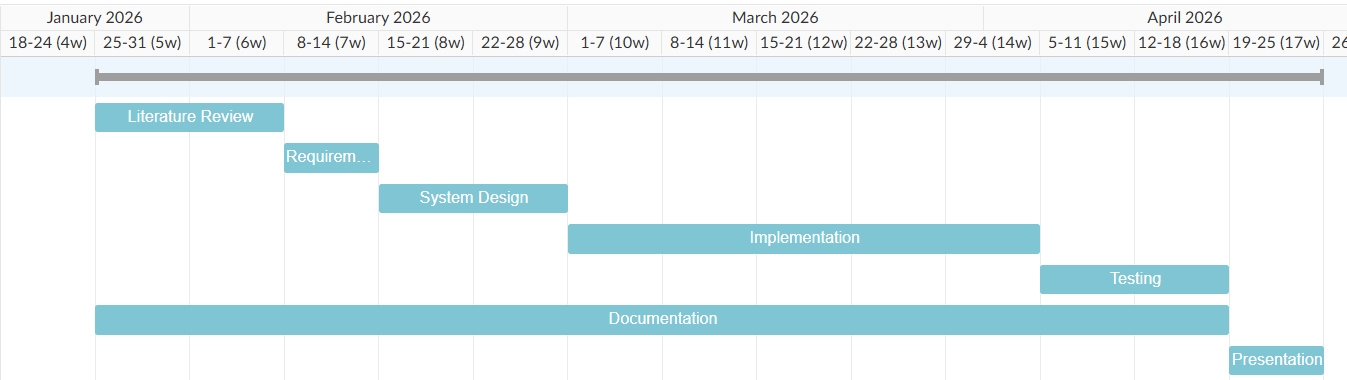 January 2026 February 2026 March 2026 April 2026
18-24 (4w) 25-31 (5w) 1-7 (6w) 8-14 (7w) 15-21 (8w) 22-28 (9w) 1-7 (10w) 8-14 (11w) 15-21 (12w) 22-28 (13w) 29-4 (14w) 5-11 (15w) 12-18 (16w) 19-25 (17w) 26
Literature Review
Requirem...
System Design
Implementation
Testing
Documentation
Presentation